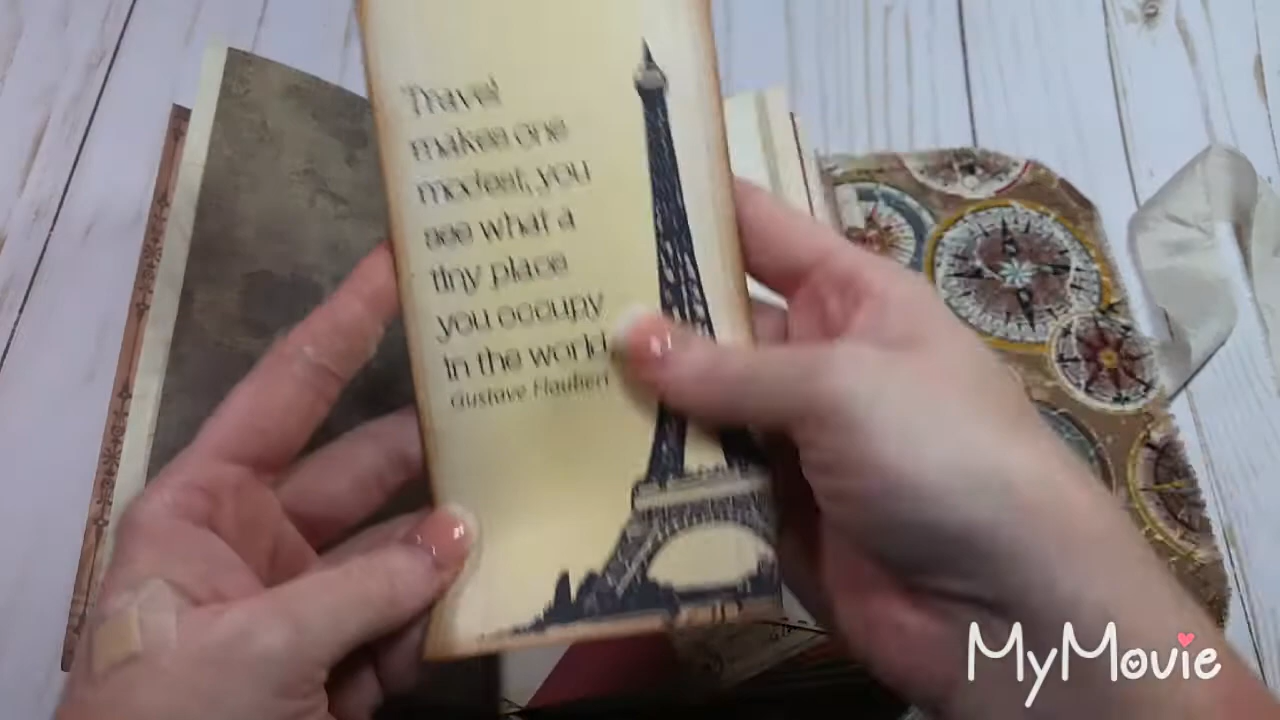 "Travel
makes one
modest, you
see what a
tiny place
you occupy
in the world
Gustave Flaubert
MyMovie